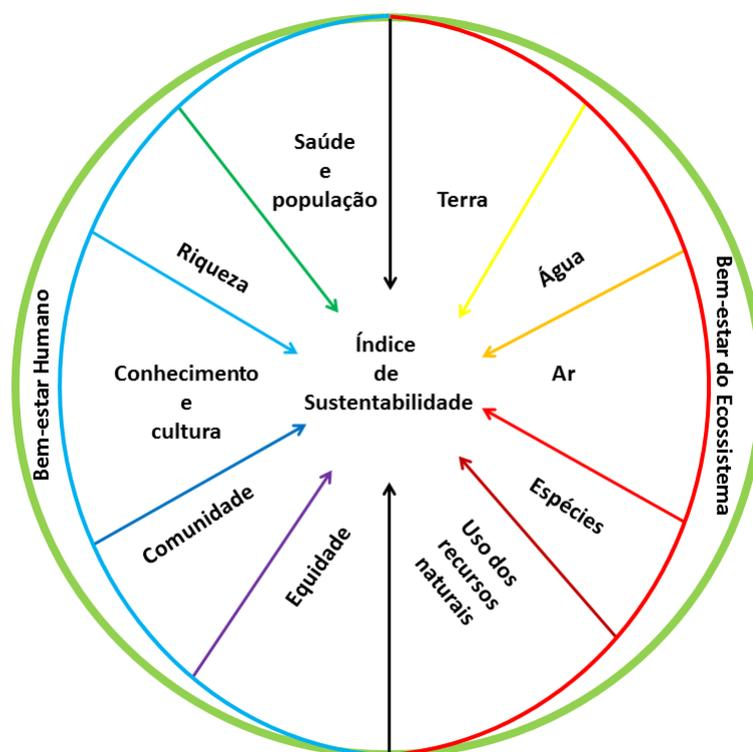 Saúde
e
população
Terra
Riqueza
Água
Bem-estar Humano
Bem-estar do Ecossistema
Índice
de
Sustentabilidade
Conhecimento
e
cultura
Ar
Comunidade
Espécies
Equidade
Uso dos
recursos
naturais